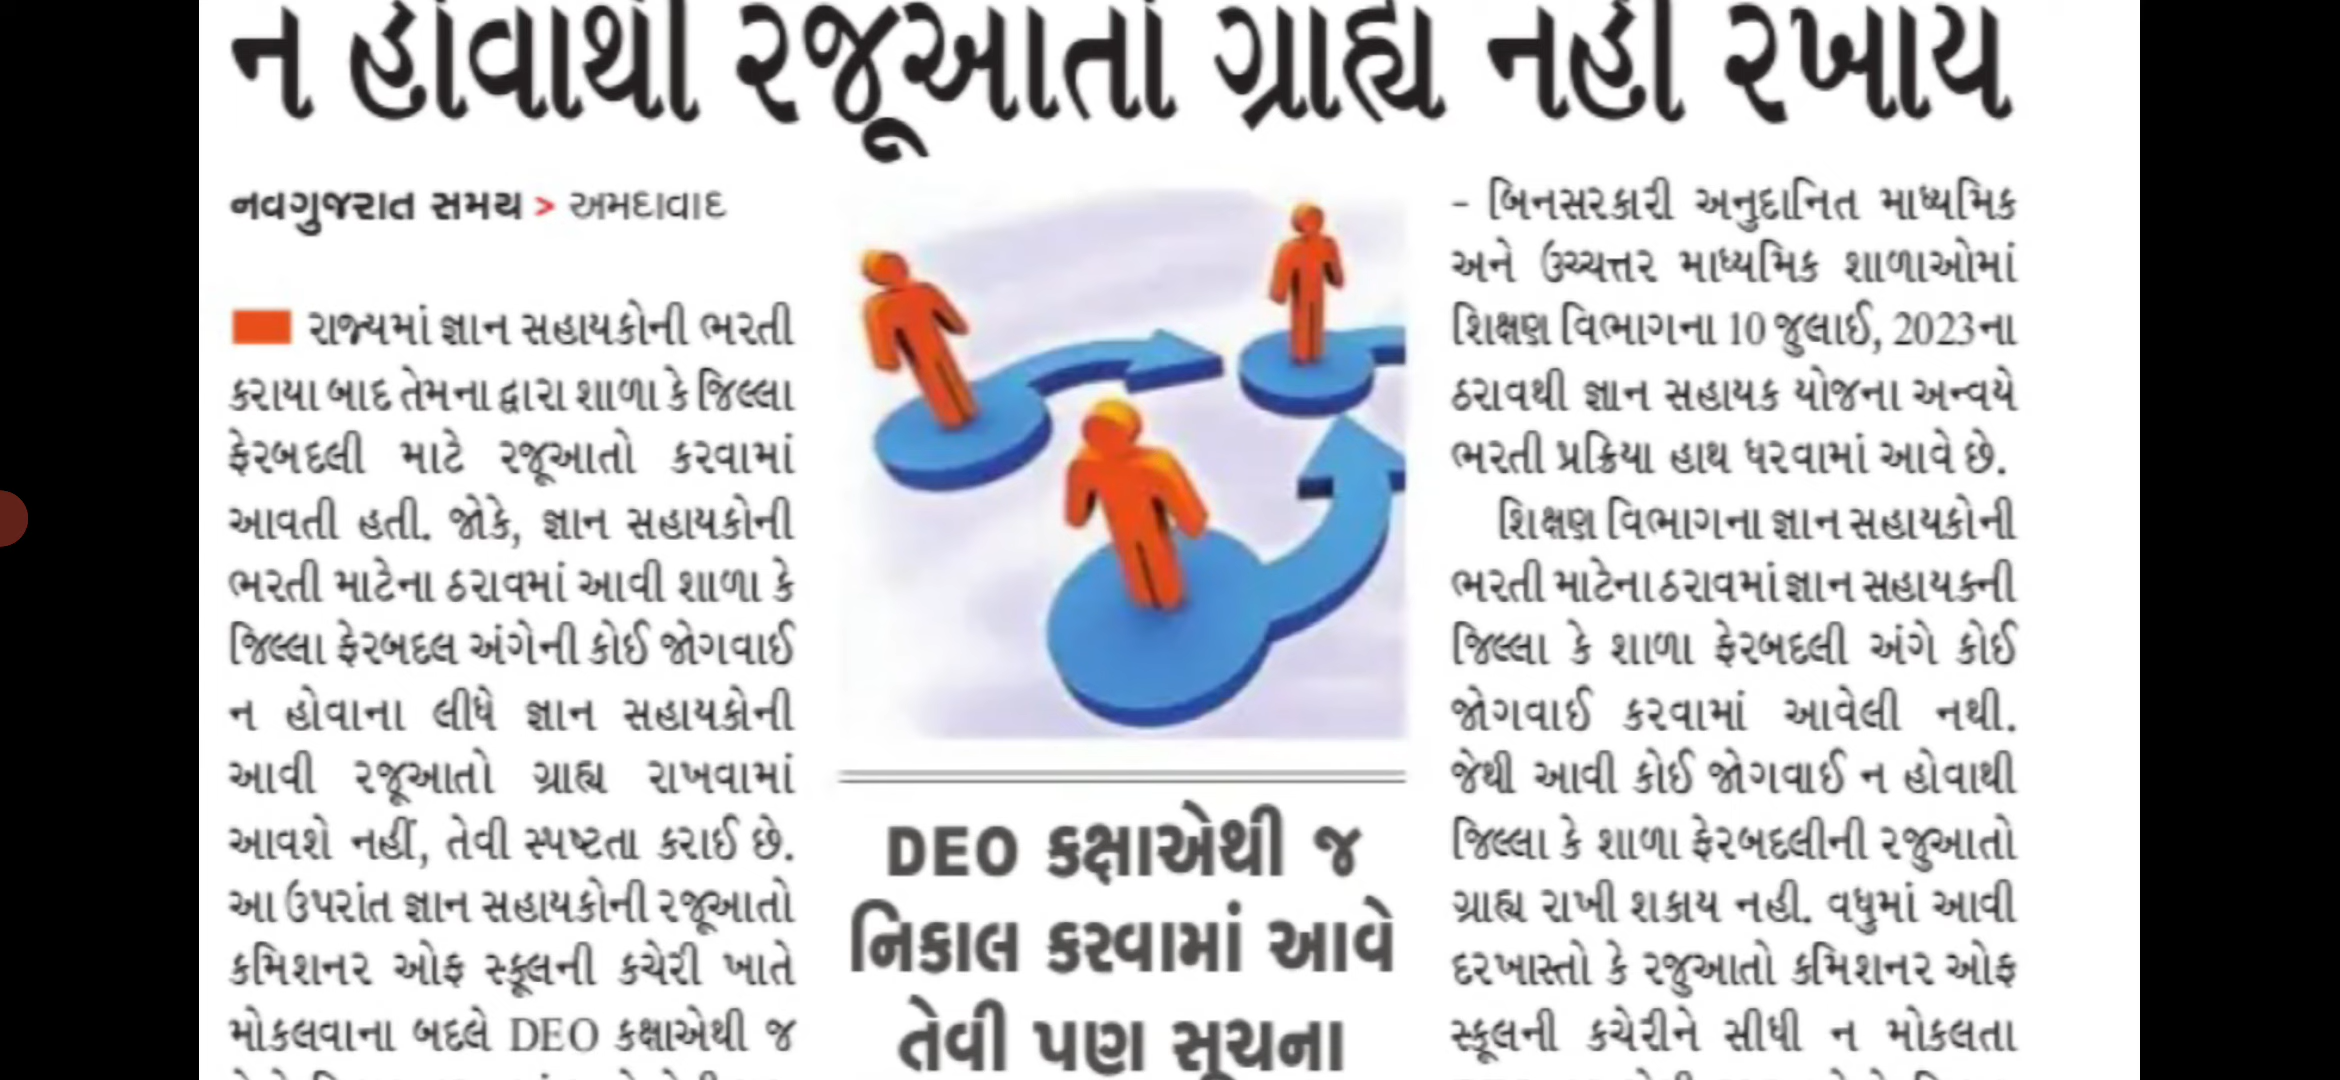 ન હોવાથી રજૂઆતો ગ્રાહ્ય નહીં રખાય
નવગુજરાત સમય > અમદાવાદ
રાજ્યમાં જ્ઞાન સહાયકોની ભરતી
કરાયા બાદ તેમના દ્વારા શાળા કે જિલ્લા
ફેરબદલી માટે રજૂઆતો કરવામાં
આવતી હતી. જોકે, જ્ઞાન સહાયકોની
ભરતી માટેના ઠરાવમાં આવી શાળા કે
જિલ્લા ફેરબદલ અંગેની કોઈ જોગવાઈ
ન હોવાના લીધે જ્ઞાન સહાયકોની
આવી રજૂઆતો ગ્રાહ્ય રાખવામાં
આવશે નહીં, તેવી સ્પષ્ટતા કરાઈ છે.
આ ઉપરાંત જ્ઞાન સહાયકોની રજૂઆતો
કમિશનર ઓફ સ્કૂલની કચેરી ખાતે
મોકલવાના બદલે DEO કક્ષાએથી જ
DEO કક્ષાએથી જ
નિકાલ કરવામાં આવે
તેવી પણ સૂચના
- બિનસરકારી અનુદાનિત માધ્યમિક
અને ઉચ્ચત્તર માધ્યમિક શાળાઓમાં
શિક્ષણ વિભાગના 10 જુલાઈ, 2023ના
ઠરાવથી જ્ઞાન સહાયક યોજના અન્વયે
ભરતી પ્રક્રિયા હાથ ધરવામાં આવે છે.
શિક્ષણ વિભાગના જ્ઞાન સહાયકોની
ભરતી માટેના ઠરાવમાં જ્ઞાન સહાયકની
જિલ્લા કે શાળા ફેરબદલી અંગે કોઈ
જોગવાઈ કરવામાં આવેલી નથી.
જેથી આવી કોઈ જોગવાઈ ન હોવાથી
જિલ્લા કે શાળા ફેરબદલીની રજુઆતો
ગ્રાહ્ય રાખી શકાય નહી. વધુમાં આવી
દરખાસ્તો કે રજુઆતો કમિશનર ઓફ
સ્કૂલની કચેરીને સીધી ન મોકલતા